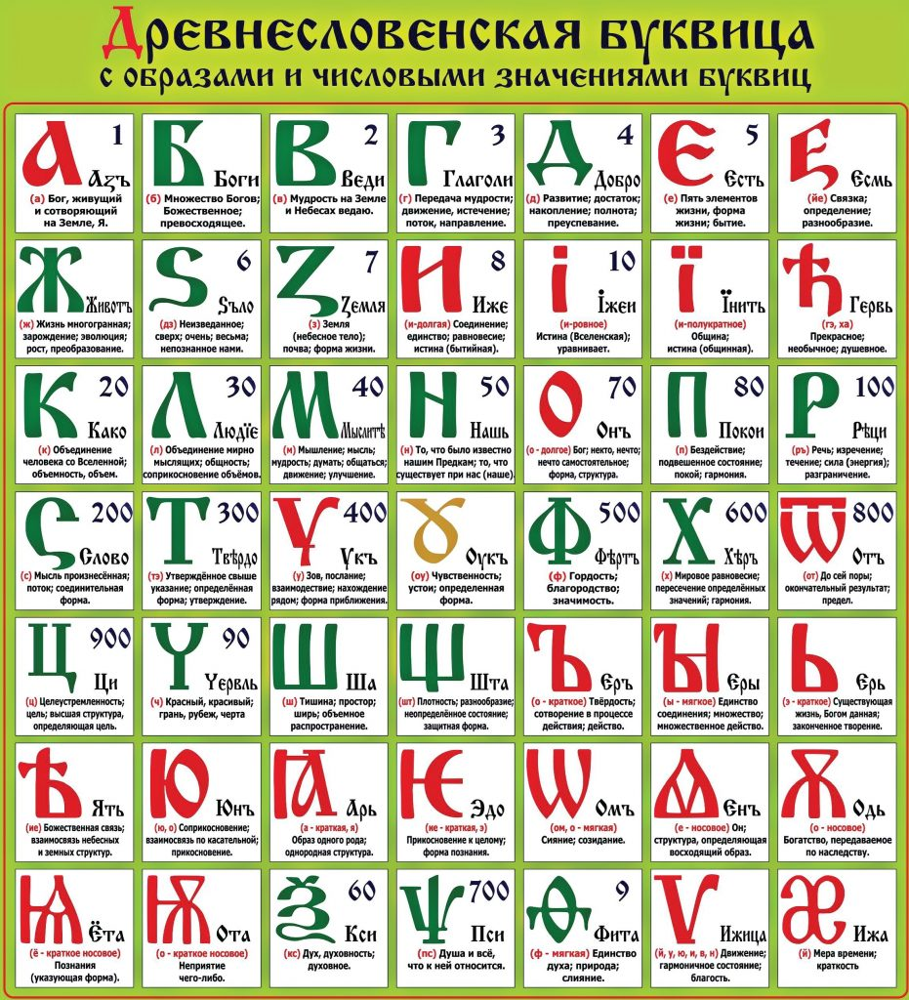 Древнесловенская буквица
с образами и числовыми значениями буквиц
А 1
Азъ
(а) Бог, живущий
и сотворяющий
на Земле, Я.
Б
Боги
(б) Множество Богов;
Божественное;
превосходящее.
В 2
Веди
(в) Мудрость на Земле
и Небесах ведаю.
Г 3
Глаголи
(г) Передача мудрости;
движение, истечение;
поток, направление.
Д 4
Добро
(д) Развитие; достаток;
накопление; полнота;
преуспевание.
Є 5
Есть
(е) Пять элементов
жизни, форма
жизни; бытие.
Е
Есмь
(йе) Связка;
определение;
разнообразие.
Ж
Животъ
(ж) Жизнь многогранная;
зарождение; эволюция;
рост, преобразование.
Ѕ 6
Ѕъло
(дз) Неизведанное;
сверх; очень; весьма;
непознанное нами.
Ꙁ 7
Ꙁемля
(з) Земля
(небесное тело);
почва; форма жизни.
И 8
Иже
(и-долгая) Соединение;
единство; равновесие;
истина (бытийная).
і 10
Їжеи
(и-ровное)
Истина (Вселенская);
уравнивает.
ї
Їнить
(и-полукратное)
Община;
истина (общинная).
Ћ
Гервь
(гэ, ха)
Прекрасное;
необычное; душевное.
К 20
Како
(к) Объединение
человека со Вселенной;
объемность, объем.
Л 30
Людїе
(л) Объединение мирно
мыслящих; общность;
соприкосновение объёмов.
М 40
Мыслитѣ
(м) Мышление; мысль;
мудрость; думать; общаться;
движение; улучшение.
Н 50
Нашь
(н) То, что было известно
нашим Предкам; то, что
существует при нас (наше).
О 70
Онъ
(о - долгое) Бог; некто, нечто;
нечто самостоятельное;
форма, структура.
П 80
Покои
(п) Бездействие;
подвешенное состояние;
покой; гармония.
Р 100
Рѣци
(ръ) Речь; изречение;
течение; сила (энергия);
разграничение.
С 200
Слово
(с) Мысль произнесённая;
поток; соединительная
форма.
Т 300
Твѣрдо
(тэ) Утверждённое свыше
указание; определённая
форма; утверждение.
Ү 400
Үкъ
(у) Зов, послание;
взаимодействие; нахождение
рядом; форма приближения.
Ȣ
Оукъ
(оу) Чувственность;
устои; определенная
форма.
Ф 500
Фѣртъ
(ф) Гордость;
благородство;
значимость.
Х 600
Хѣръ
(х) Мировое равновесие;
пересечение определённых
значений; гармония.
Ѿ 800
Отъ
(от) До сей поры;
окончательный результат;
предел.
Ц 900
Ци
(ц) Целеустремленность;
цель; высшая структура,
определяющая цель.
Ч 90
Червль
(ч) Красный, красивый;
грань, рубеж, черта
Ш
Ша
(ш) Тишина; простор;
ширь; объемное
распространение.
Щ
Шта
(шт) Плотность; разнообразие;
неопределённое состояние;
защитная форма.
Ъ
Еръ
(о - краткое) Твёрдость;
сотворение в процессе
действия; действо.
Ꙑ
Еры
(ы - мягкое) Единство
соединения; множество;
множественное действо.
Ь
Ерь
(э - краткое) Существующая
жизнь, Богом данная;
законченное творение.
Ѣ
Ять
(ие) Божественная связь;
взаимосвязь небесных
и земных структур.
Ю
Юнъ
(ю, о) Соприкосновение;
взаимосвязь по касательной;
прикосновение.
Ꙗ
Арь
(а - краткая, я)
Образ одного рода;
однородная структура.
Ѥ
Эдо
(ие - краткая, э)
Прикосновение к целому;
форма познания.
Ѡ
Омъ
(ом, о - мягкая)
Сияние; созидание.
Ѧ
Енъ
(е - носовое) Он;
структура, определяющая
восходящий образ.
Ѫ
Одь
(о - носовое)
Богатство, передаваемое
по наследству.
Ѩ
Ёта
(ё - краткое носовое)
Познания
(указующая форма).
Ѭ
Ота
(о - краткое носовое)
Неприятие
чего-либо.
Ѯ 60
Кси
(кс) Дух, духовность;
духовное.
Ѱ 700
Пси
(пс) Душа и всё,
что к ней относится.
Ѳ 9
Фита
(ф - мягкая) Единство
духа; природа;
слияние.
Ѵ
Ижица
(й, у, ю, и, в, н) Движение;
гармоничное состояние;
благость.
Ӕ
Ижа
(й) Мера времени;
краткость